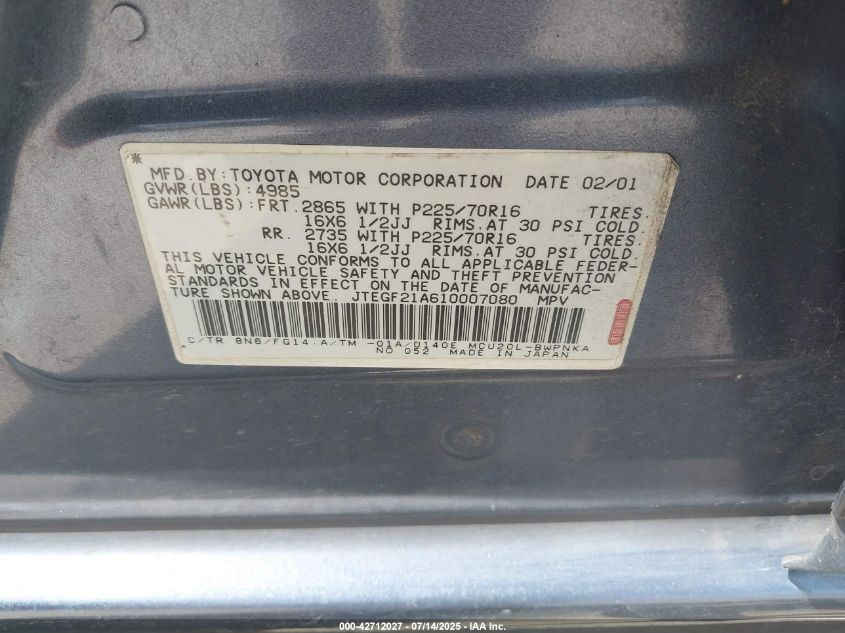 *
MFD.BY:TOYOTA MOTOR CORPORATION DATE 02/01
GVWR(LBS):4985
GAWR(LBS):FRT.2865 WITH P225/70R16 TIRES.
16X6 1/2JJ RIMS.AT 30 PSI COLD.
RR. 2735 WITH P225/70R16 TIRES.
16X6 1/2JJ RIMS.AT 30 PSI COLD.
THIS VEHICLE CONFORMS TO ALL APPLICABLE FEDER-
AL MOTOR VEHICLE SAFETY AND THEFT PREVENTION
STANDARDS IN EFFECT ON THE DATE OF MANUFAC-
TURE SHOWN ABOVE. JTEGF21A610007080 MPV
C/TR 8N6/FG14.A/TM -01A/U140E MCU20L-BWPNKA
NO 052 MADE IN JAPAN
000-42712027 - 07/14/2025 - IAA Inc.